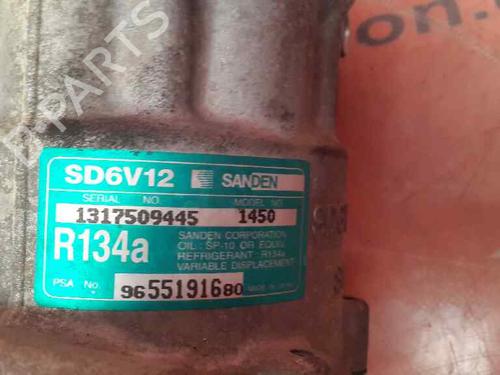 SD6V12 SANDEN
SERIAL NO. MODEL NO.
1317509445 1450
R134a
SANDEN CORPORATION
OIL : SP-10 OR EQUIV.
REFRIGERANT : R134a
VARIABLE DISPLACEMENT
PSA No. 9655191680
B-PARTS